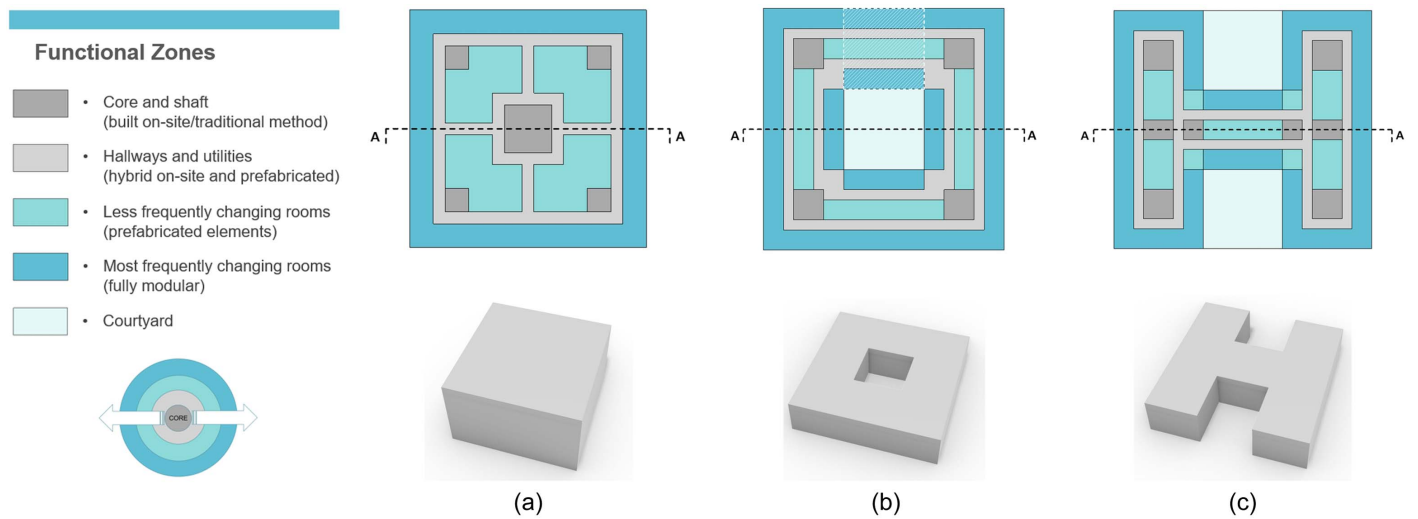 Functional Zones
• Core and shaft
(built on-site/traditional method)
• Hallways and utilities
(hybrid on-site and prefabricated)
• Less frequently changing rooms
(prefabricated elements)
• Most frequently changing rooms
(fully modular)
• Courtyard
CORE
A A
A A
A A
(a)
(b)
(c)